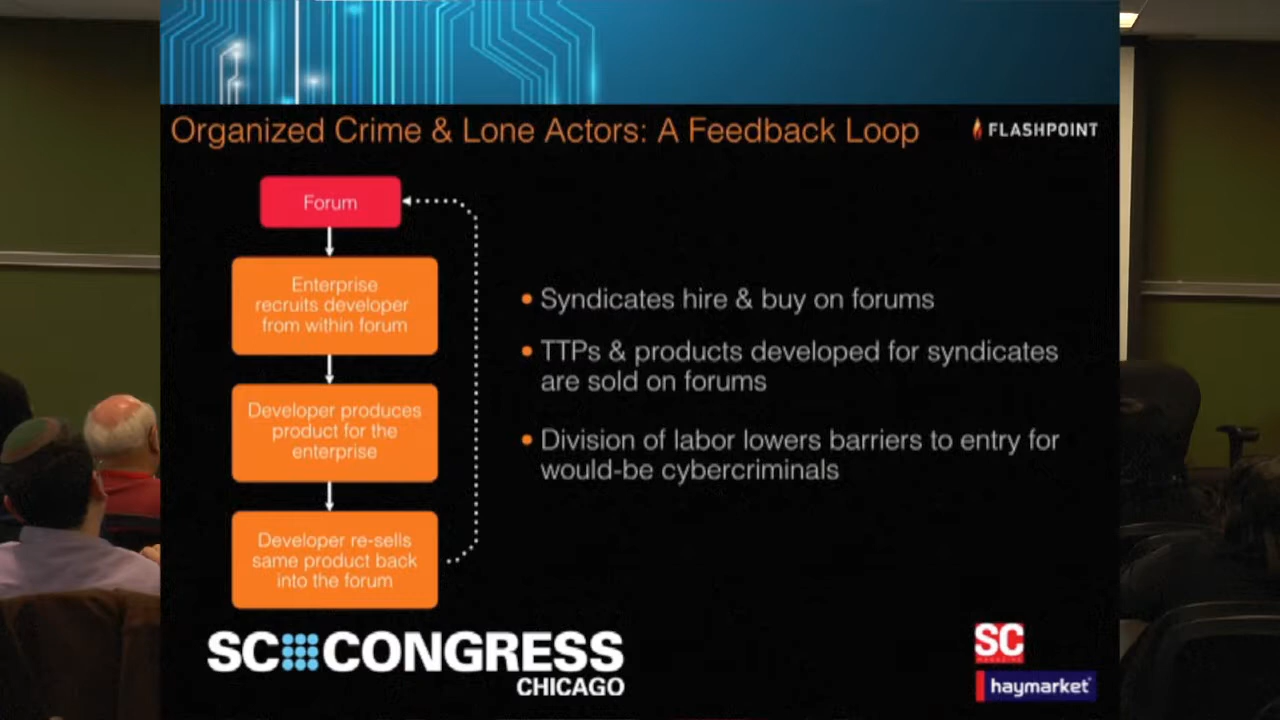 Organized Crime & Lone Actors: A Feedback Loop
FLASHPOINT
Forum
Enterprise
recruits developer
from within forum
Developer produces
product for the
enterprise
Developer re-sells
same product back
into the forum
• Syndicates hire & buy on forums
• TTPs & products developed for syndicates
are sold on forums
• Division of labor lowers barriers to entry for
would-be cybercriminals
SC CONGRESS
CHICAGO
SC
MAGAZINE
haymarket